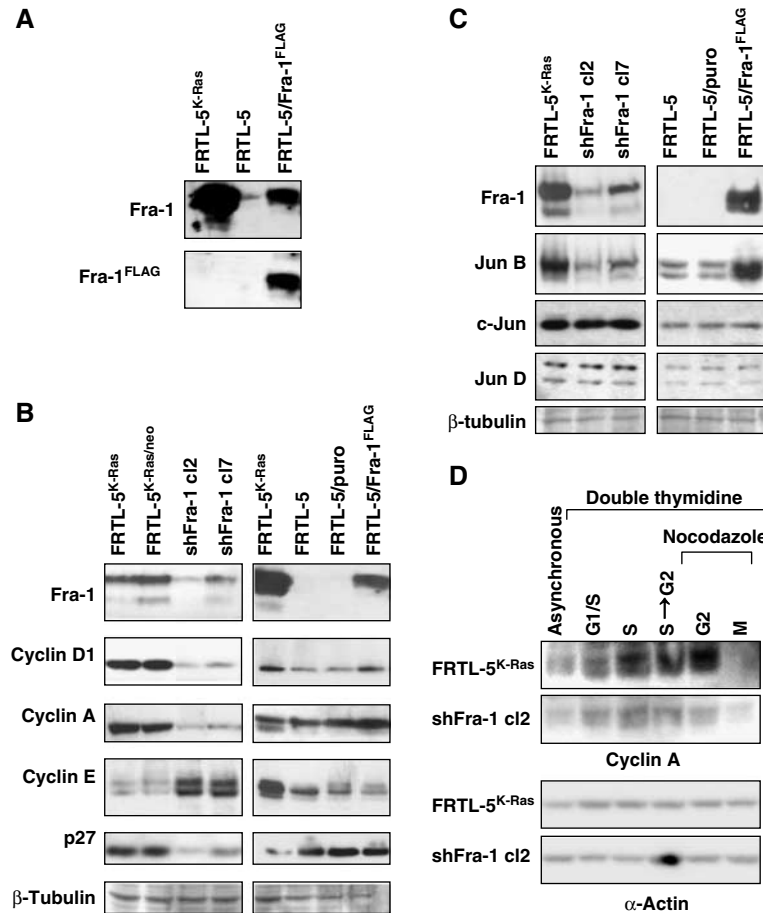 A
FRTL-5K-Ras
FRTL-5
FRTL-5/Fra-1FLAG
Fra-1
Fra-1FLAG
B
FRTL-5K-Ras
FRTL-5K-Ras/neo
shFra-1 cl2
shFra-1 cl7
FRTL-5K-Ras
FRTL-5
FRTL-5/puro
FRTL-5/Fra-1FLAG
Fra-1
Cyclin D1
Cyclin A
Cyclin E
p27
β-Tubulin
C
FRTL-5K-Ras
shFra-1 cl2
shFra-1 cl7
FRTL-5
FRTL-5/puro
FRTL-5/Fra-1FLAG
Fra-1
Jun B
c-Jun
Jun D
β-tubulin
D
Double thymidine
Nocodazole
Asynchronous
G1/S
S
S→G2
G2
M
FRTL-5K-Ras
shFra-1 cl2
Cyclin A
FRTL-5K-Ras
shFra-1 cl2
α-Actin